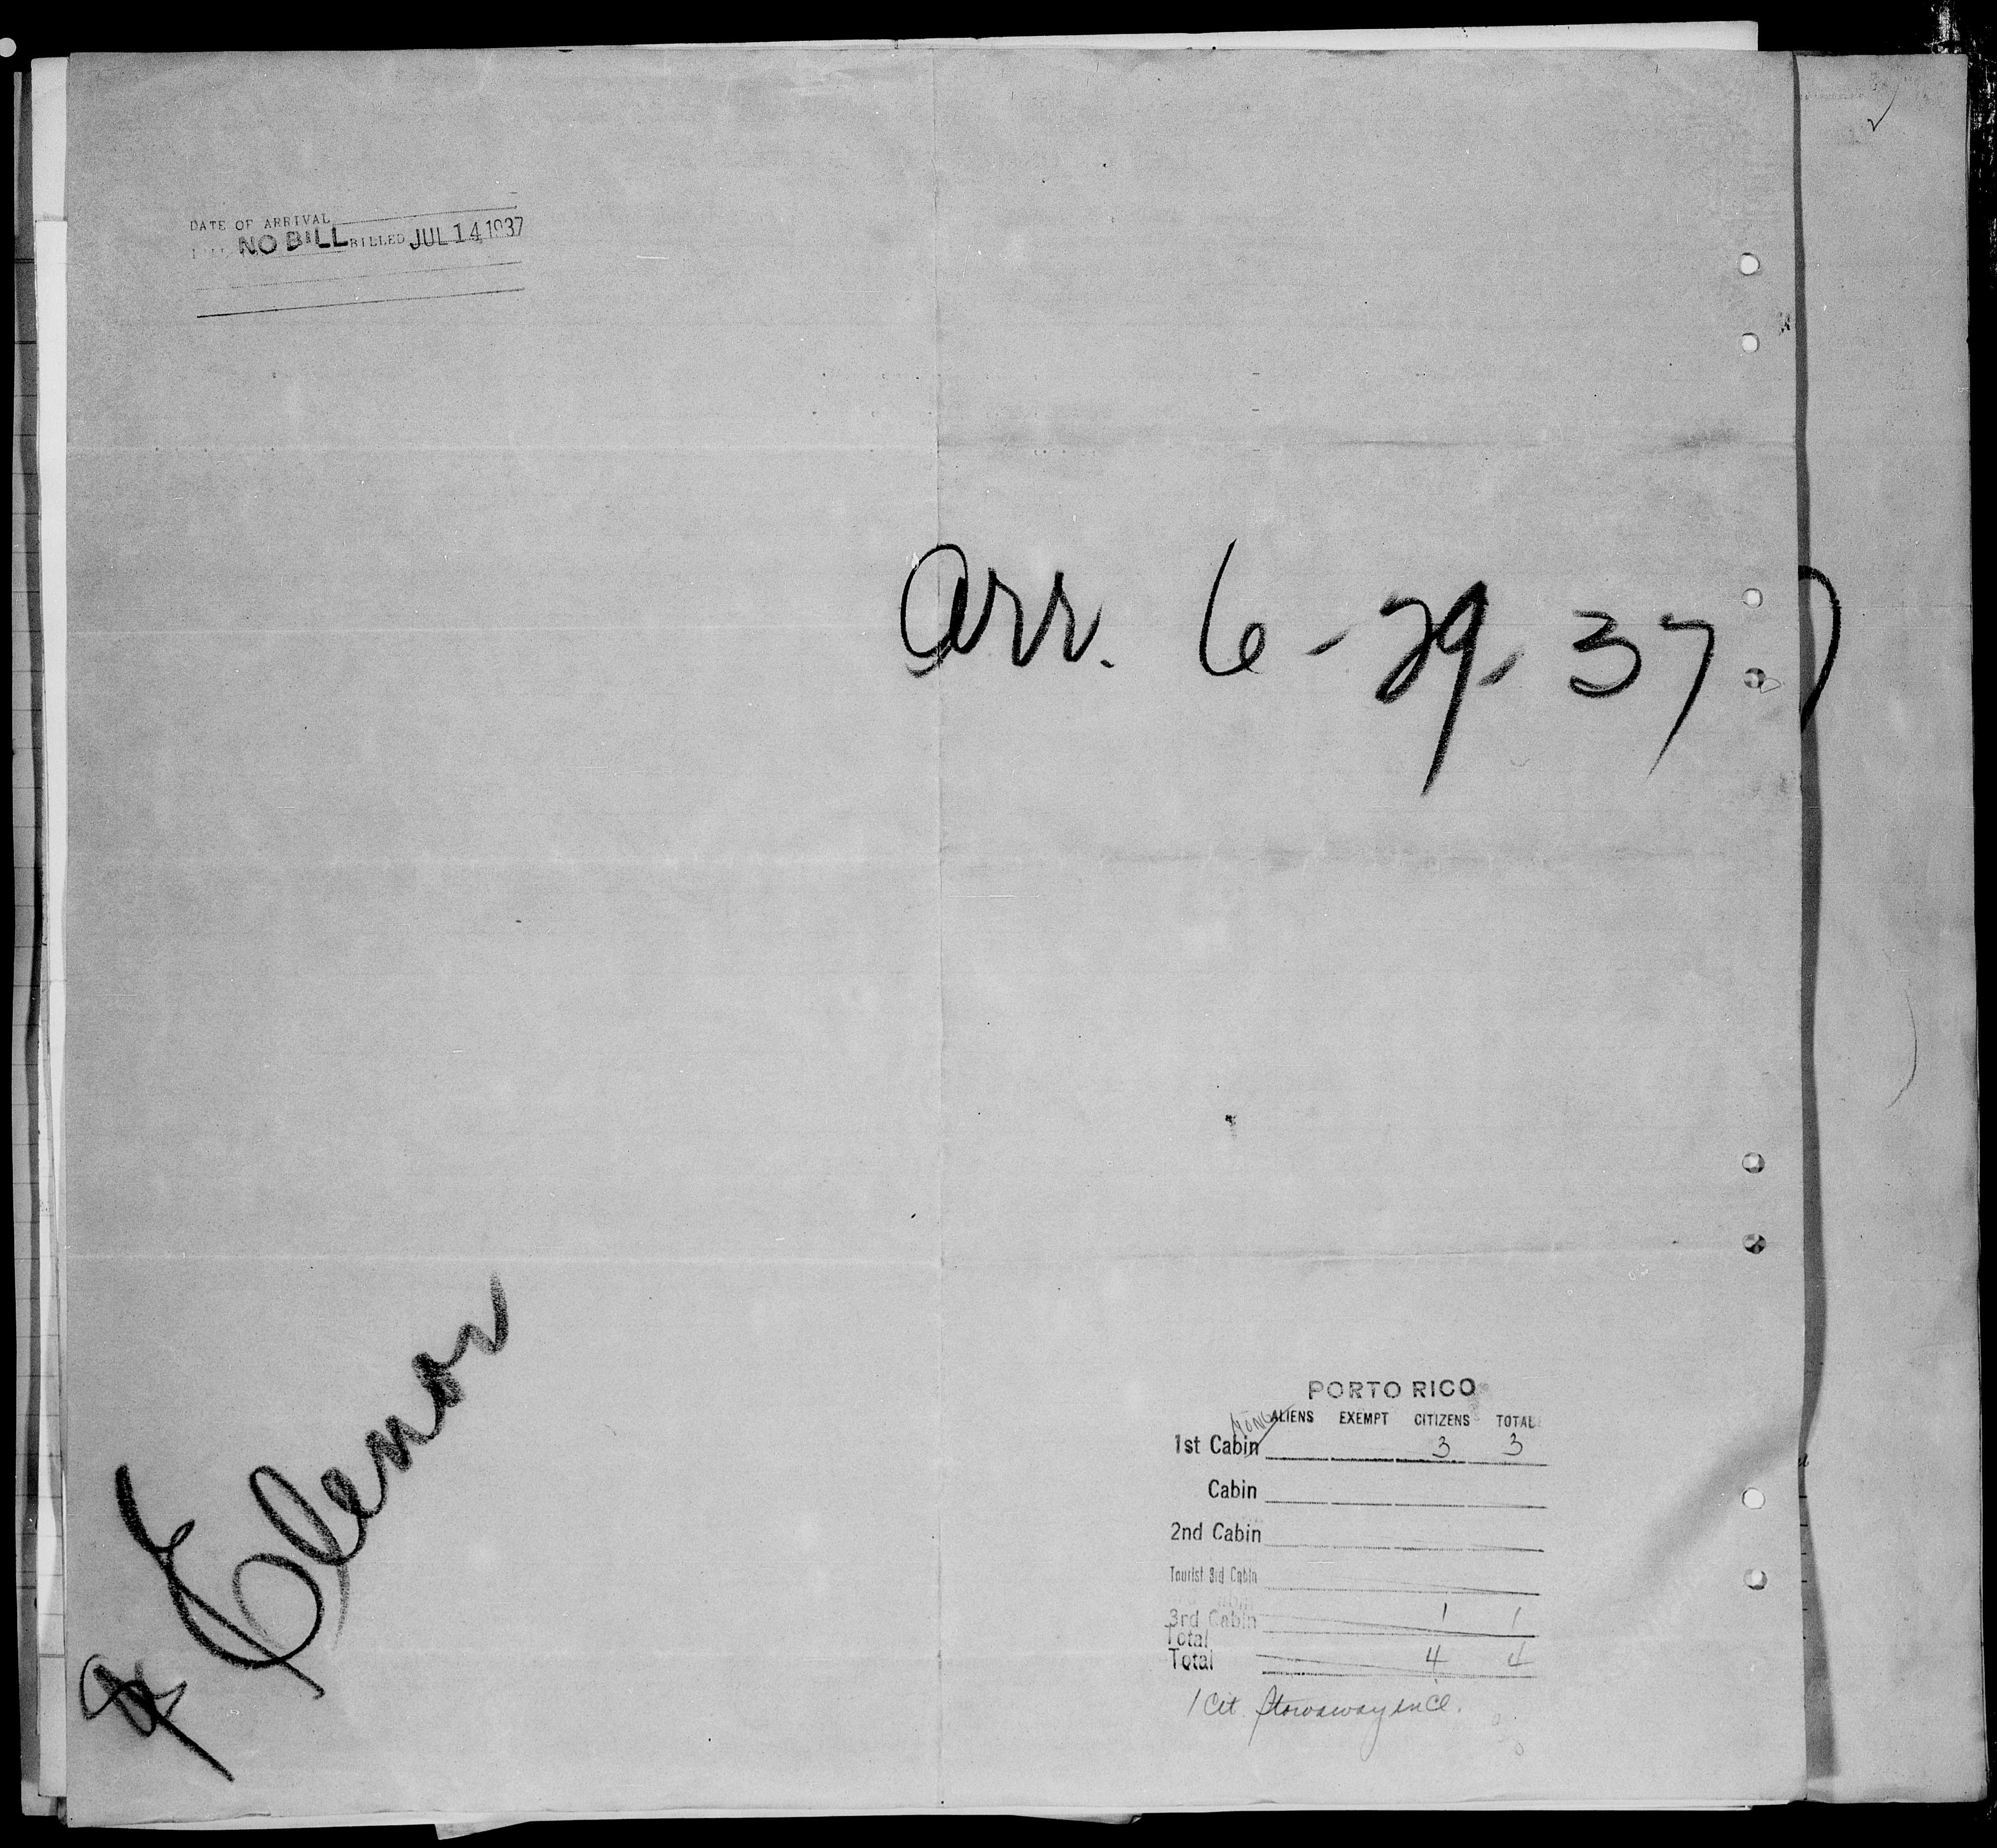 DATE OF ARRIVAL
NO BILL BILLED JUL 14 1937
Arr. 6-29-37
Elenor
PORTO RICO
ALIENS EXEMPT CITIZENS TOTAL
NONE
1st Cabin 3 3
Cabin
2nd Cabin
Tourist 3rd Cabin
3rd Cabin 1 1
Total
Total 4 4
1 Cit. Stowaway incl.